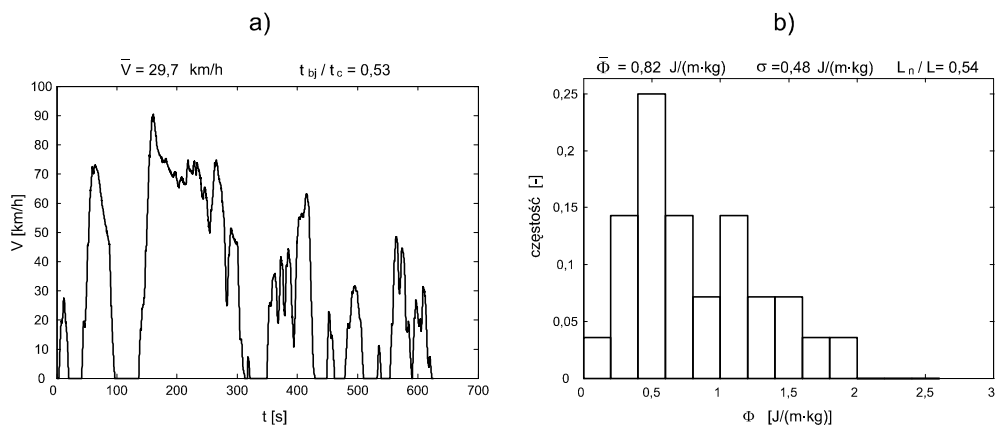 a)
V̅ = 29,7 km/h t bj / t c = 0,53
100
90
80
70
60
50
40
30
20
10
0
V [km/h]
0 100 200 300 400 500 600 700
t [s]
b)
Φ̅ = 0,82 J/(m·kg) σ=0,48 J/(m·kg) L n / L= 0,54
0,25
0,2
0,15
0,1
0,05
0
częstość [-]
0 0,5 1 1,5 2 2,5 3
Φ [J/(m·kg)]